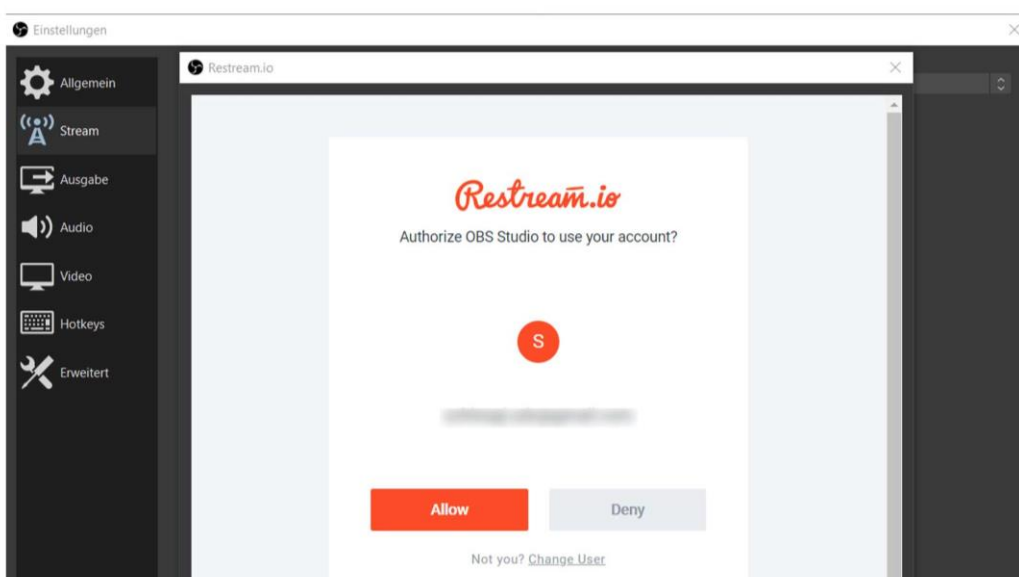 Einstellungen
Restream.io
Allgemein
Stream
Ausgabe
Audio
Video
Hotkeys
Erweitert
Restream.io
Authorize OBS Studio to use your account?
S
Allow
Deny
Not you? Change User